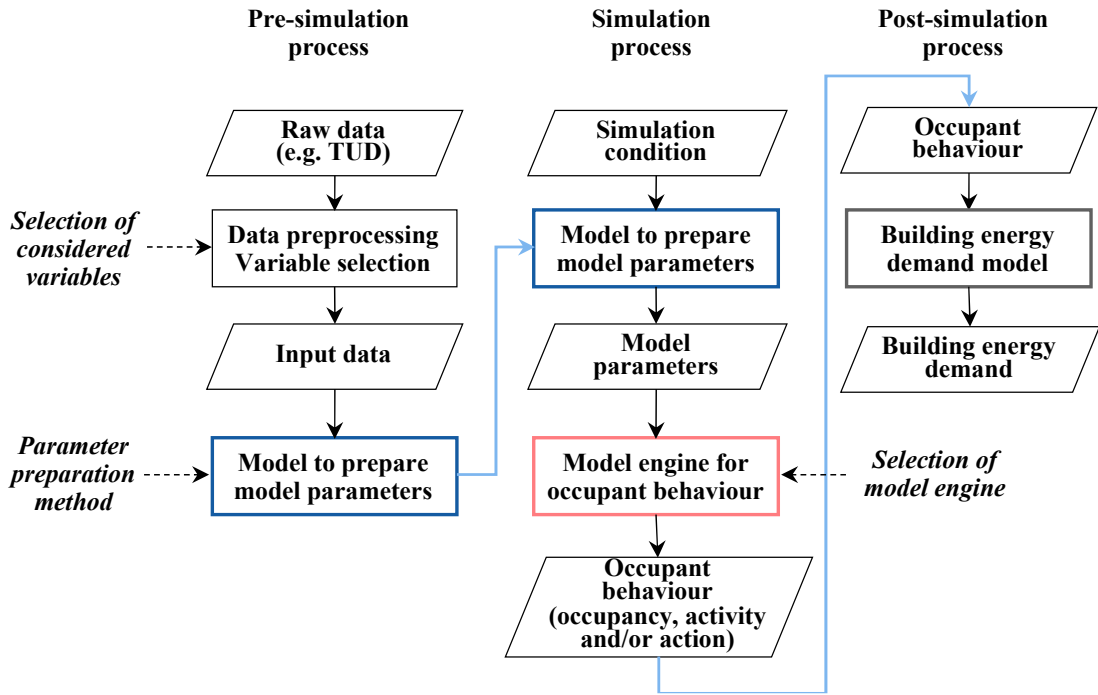 Pre-simulation
process
Simulation
process
Post-simulation
process
Raw data
(e.g. TUD)
Simulation
condition
Occupant
behaviour
Selection of
considered
variables
Data preprocessing
Variable selection
Model to prepare
model parameters
Building energy
demand model
Input data
Model
parameters
Building energy
demand
Parameter
preparation
method
Model to prepare
model parameters
Model engine for
occupant behaviour
Selection of
model engine
Occupant
behaviour
(occupancy, activity
and/or action)